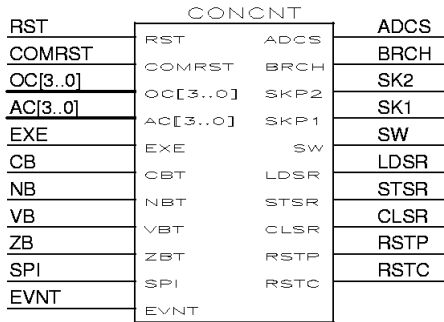 CONCNT
RST RST ADCS ADCS
COMRST COMRST BRCH BRCH
OC[3..0] OC[3..0] SKP2 SK2
AC[3..0] AC[3..0] SKP1 SK1
EXE EXE SW SW
CB CBT LDSR LDSR
NB NBT STSR STSR
VB VBT CLSR CLSR
ZB ZBT RSTP RSTP
SPI SPI RSTC RSTC
EVNT EVNT